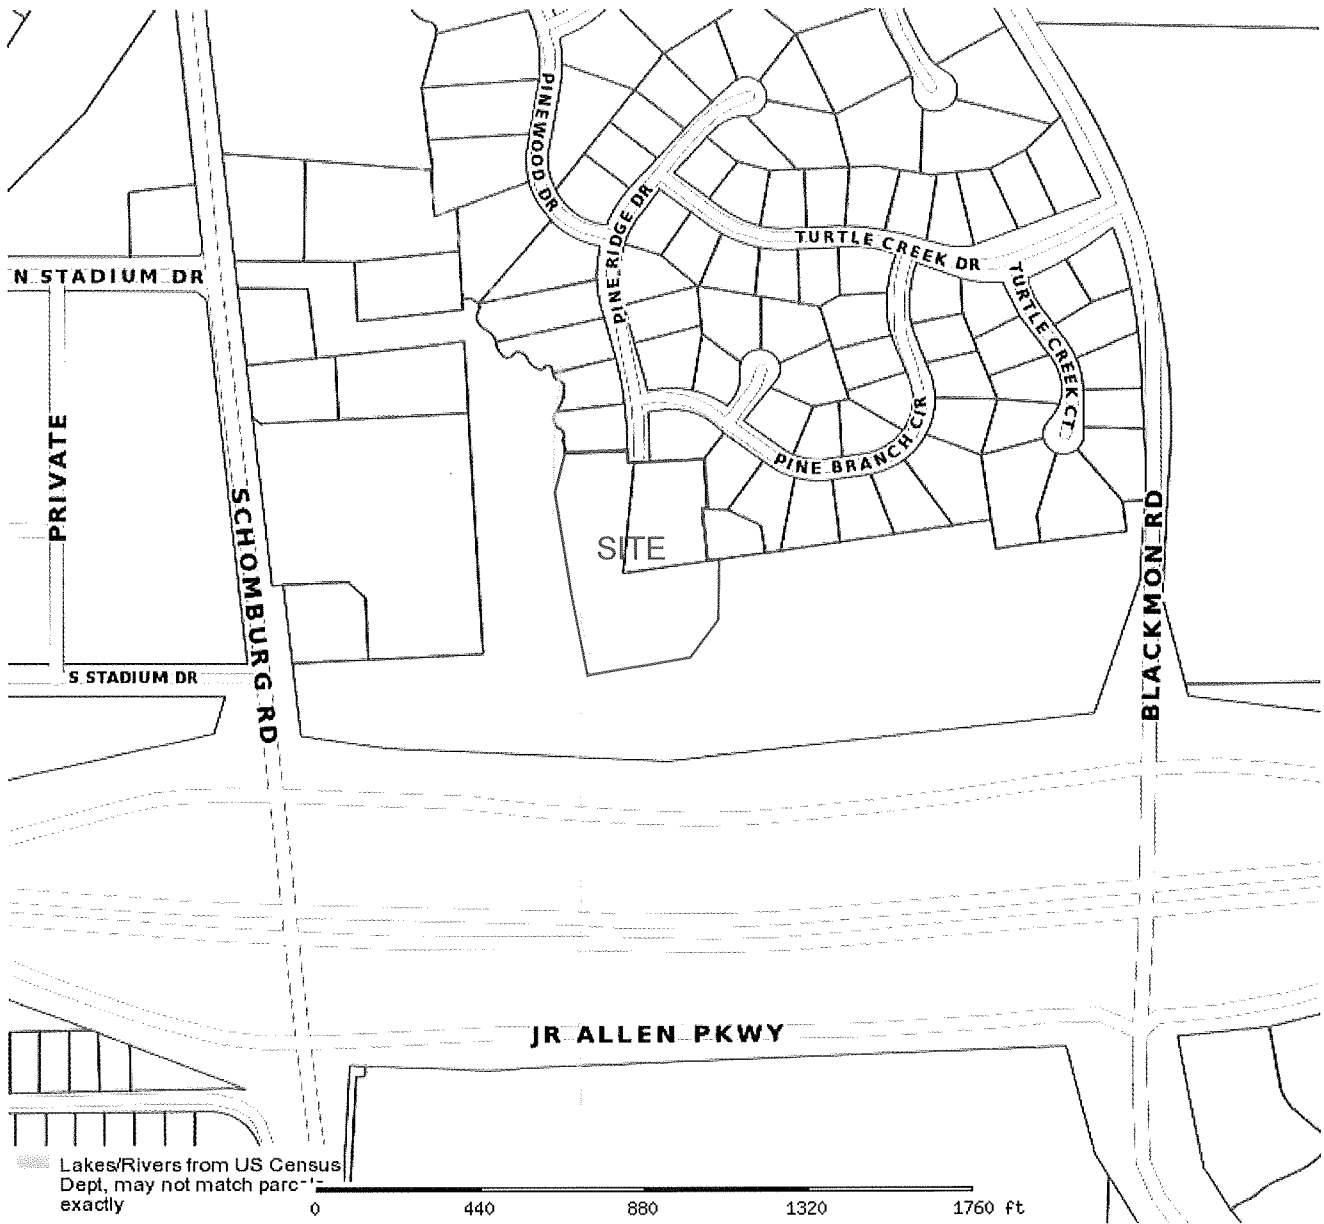 PINEWOOD DR
PINE RIDGE DR
TURTLE CREEK DR
N STADIUM DR
TURTLE CREEK CT
PINE BRANCH CIR
PRIVATE
SCHOMBURG RD
SITE
BLACKMON RD
S STADIUM DR
JR ALLEN PKWY
Lakes/Rivers from US Census
Dept, may not match
exactly
0 440 880 1320 1760 ft